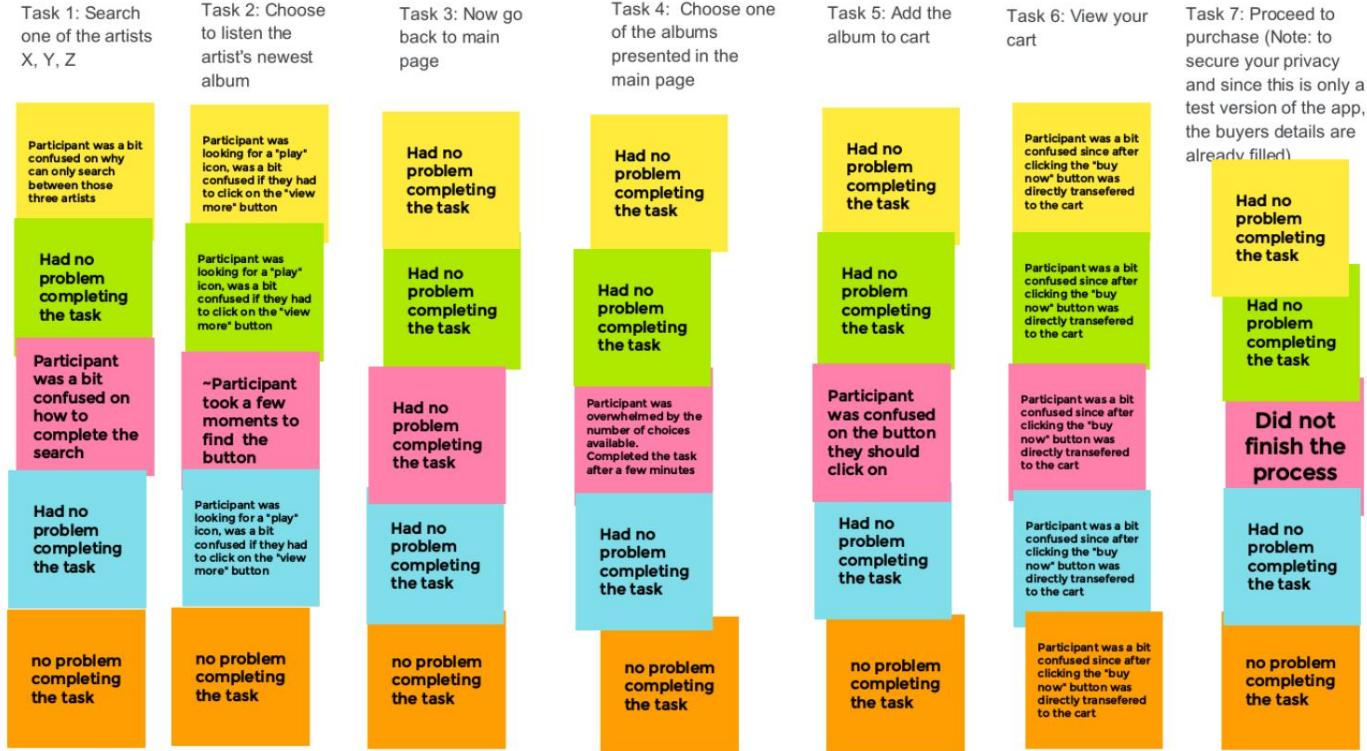 Task 1: Search
one of the artists
X, Y, Z
Participant was a bit
confused on why
can only search
between those
three artists
Had no
problem
completing
the task
Participant
was a bit
confused on
how to
complete the
search
Had no
problem
completing
the task
no problem
completing
the task
Task 2: Choose
to listen the
artist's newest
album
Participant was
looking for a "play"
icon, was a bit
confused if they had
to click on the "view
more" button
Participant was
looking for a "play"
icon, was a bit
confused if they had
to click on the "view
more" button
~Participant
took a few
moments to
find the
button
Participant was
looking for a "play"
icon, was a bit
confused if they had
to click on the "view
more" button
no problem
completing
the task
Task 3: Now go
back to main
page
Had no
problem
completing
the task
Had no
problem
completing
the task
Had no
problem
completing
the task
Had no
problem
completing
the task
no problem
completing
the task
Task 4: Choose one
of the albums
presented in the
main page
Had no
problem
completing
the task
Had no
problem
completing
the task
Participant was
overwhelmed by the
number of choices
available.
Completed the task
after a few minutes
Had no
problem
completing
the task
no problem
completing
the task
Task 5: Add the
album to cart
Had no
problem
completing
the task
Had no
problem
completing
the task
Participant
was confused
on the button
they should
click on
Had no
problem
completing
the task
no problem
completing
the task
Task 6: View your
cart
Participant was a bit
confused since after
clicking the "buy
now" button was
directly transefered
to the cart
Participant was a bit
confused since after
clicking the "buy
now" button was
directly transefered
to the cart
Participant was a bit
confused since after
clicking the "buy
now" button was
directly transefered
to the cart
Participant was a bit
confused since after
clicking the "buy
now" button was
directly transefered
to the cart
Participant was a bit
confused since after
clicking the "buy
now" button was
directly transefered
to the cart
Task 7: Proceed to
purchase (Note: to
secure your privacy
and since this is only a
test version of the app,
the buyers details are
already filled)
Had no
problem
completing
the task
Had no
problem
completing
the task
Did not
finish the
process
Had no
problem
completing
the task
no problem
completing
the task